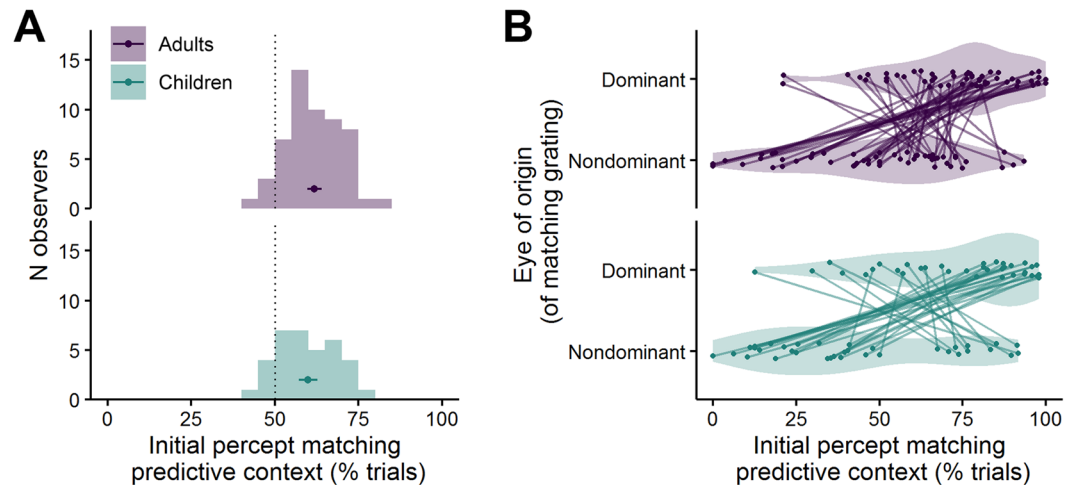 A
Adults
Children
15
10
5
0
15
10
5
0
N observers
0 25 50 75 100
Initial percept matching
predictive context (% trials)
B
Eye of origin
(of matching grating)
Dominant
Nondominant
Dominant
Nondominant
0 25 50 75 100
Initial percept matching
predictive context (% trials)